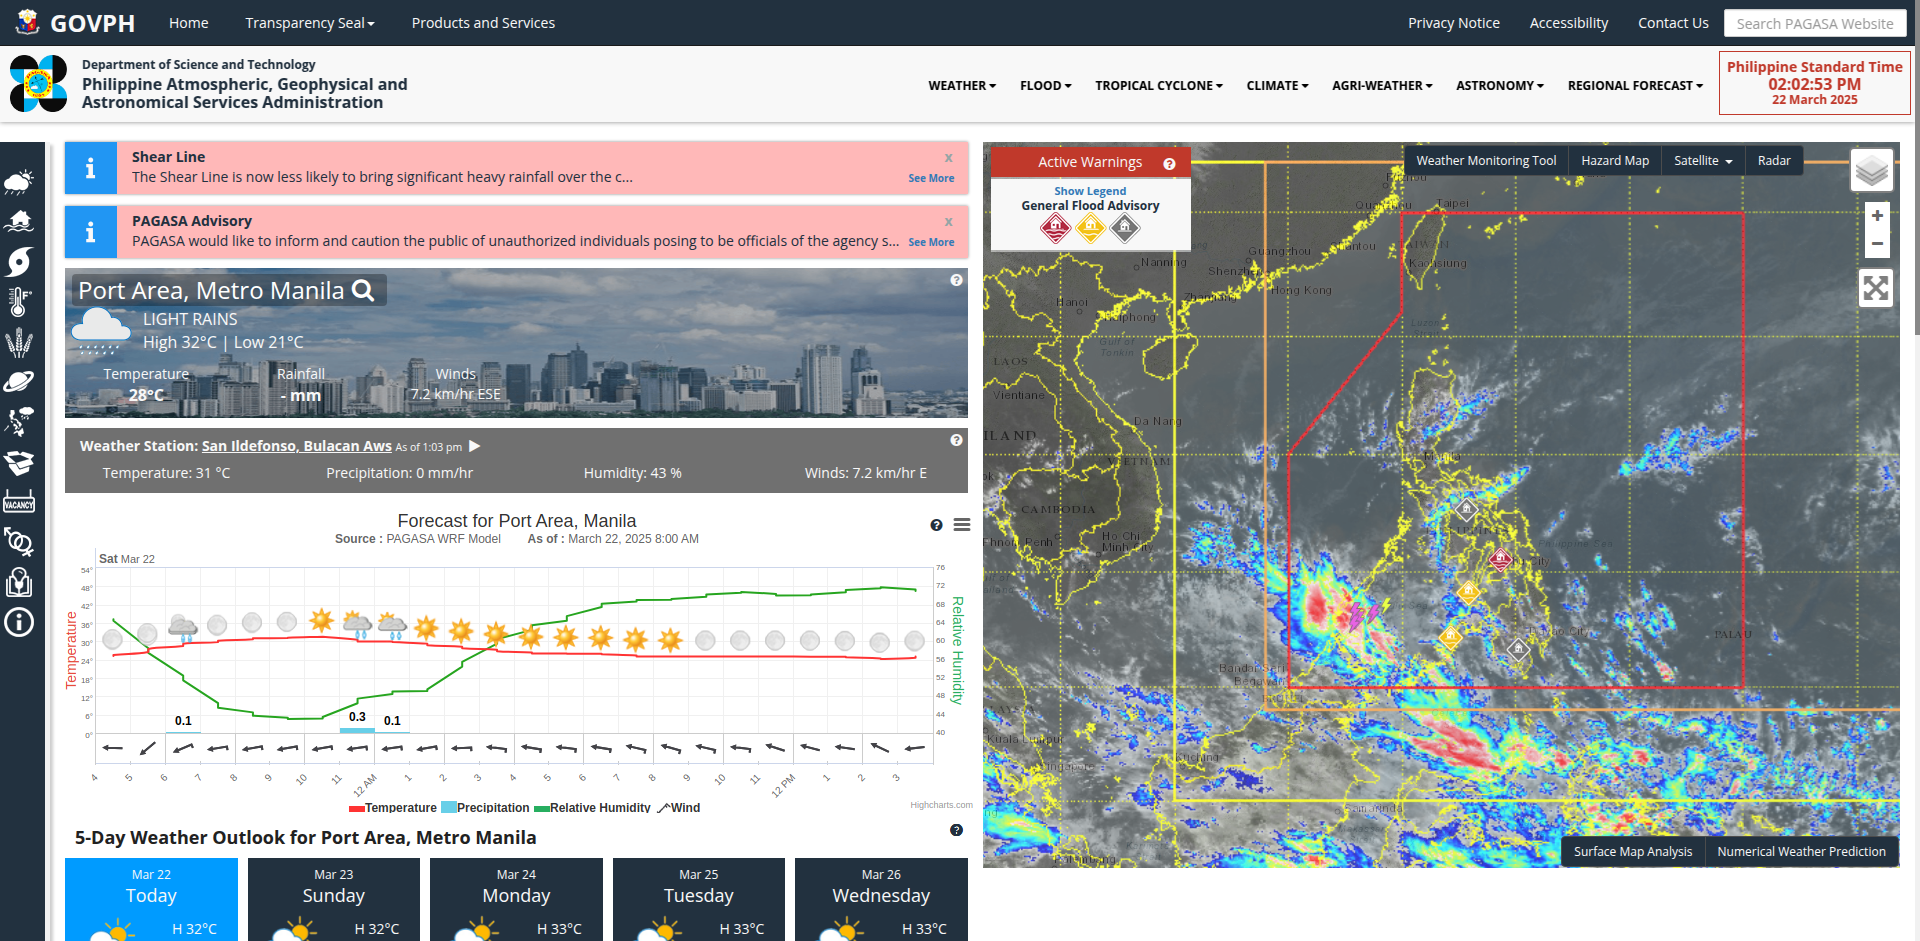 GOVPH
Home
Transparency Seal
Products and Services
Privacy Notice
Accessibility
Contact Us
Search PAGASA Website
Department of Science and Technology
Philippine Atmospheric, Geophysical and
Astronomical Services Administration
WEATHER
FLOOD
TROPICAL CYCLONE
CLIMATE
AGRI-WEATHER
ASTRONOMY
REGIONAL FORECAST
Philippine Standard Time
02:02:53 PM
22 March 2025
Shear Line
x
The Shear Line is now less likely to bring significant heavy rainfall over the c...
See More
PAGASA Advisory
x
PAGASA would like to inform and caution the public of unauthorized individuals posing to be officials of the agency s...
See More
Port Area, Metro Manila
LIGHT RAINS
High 32°C | Low 21°C
Temperature
28°C
Rainfall
- mm
Winds
7.2 km/hr ESE
Weather Station: San Ildefonso, Bulacan Aws As of 1:03 pm
Temperature: 31 °C
Precipitation: 0 mm/hr
Humidity: 43 %
Winds: 7.2 km/hr E
Forecast for Port Area, Manila
Source : PAGASA WRF Model As of : March 22, 2025 8:00 AM
Sat Mar 22
Temperature
54°
48°
42°
36°
30°
24°
18°
12°
6°
0°
76
72
68
64
60
56
52
48
44
40
Relative Humidity
0.1
0.3
0.1
4 5 6 7 8 9 10 11 12 AM 1 2 3 4 5 6 7 8 9 10 11 12 PM 1 2 3
Temperature Precipitation Relative Humidity Wind
Highcharts.com
5-Day Weather Outlook for Port Area, Metro Manila
Mar 22
Today
H 32°C
Mar 23
Sunday
H 32°C
Mar 24
Monday
H 33°C
Mar 25
Tuesday
H 33°C
Mar 26
Wednesday
H 33°C
VACANCY
Active Warnings
Show Legend
General Flood Advisory
Weather Monitoring Tool
Hazard Map
Satellite
Radar
+
−
Taipei
Guangzhou
Shantou
Nanning
Shenzhen
Kaohsiung
Hong Kong
Hanoi
Gulf of
Tonkin
Luzon
LAOS
Vientiane
Da Nang
VIETNAM
CAMBODIA
Ho Chi
Minh City
PALAU
Bandar Seri
Begawan
Kuala Lumpur
Kuching
Singapore
Samarinda
Surface Map Analysis
Numerical Weather Prediction